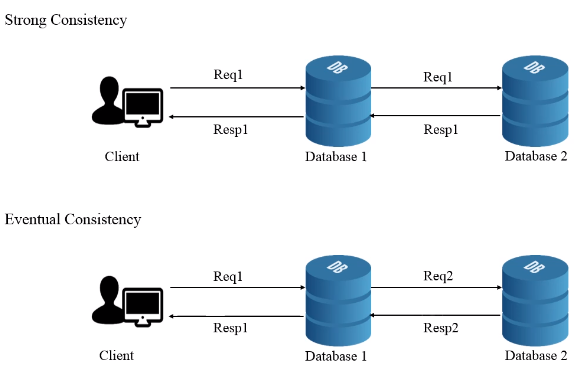 Strong Consistency
DB
DB
Req1
Req1
Resp1
Resp1
Client
Database 1
Database 2
Eventual Consistency
DB
DB
Req1
Req2
Resp1
Resp2
Client
Database 1
Database 2